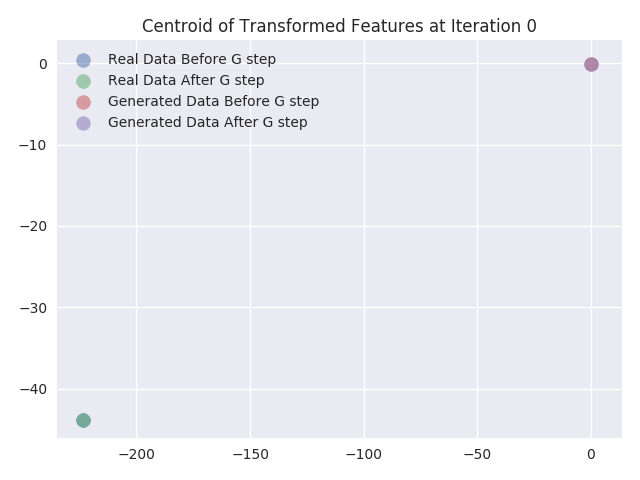 Centroid of Transformed Features at Iteration 0
Real Data Before G step
Real Data After G step
Generated Data Before G step
Generated Data After G step
0
−10
−20
−30
−40
−200 −150 −100 −50 0